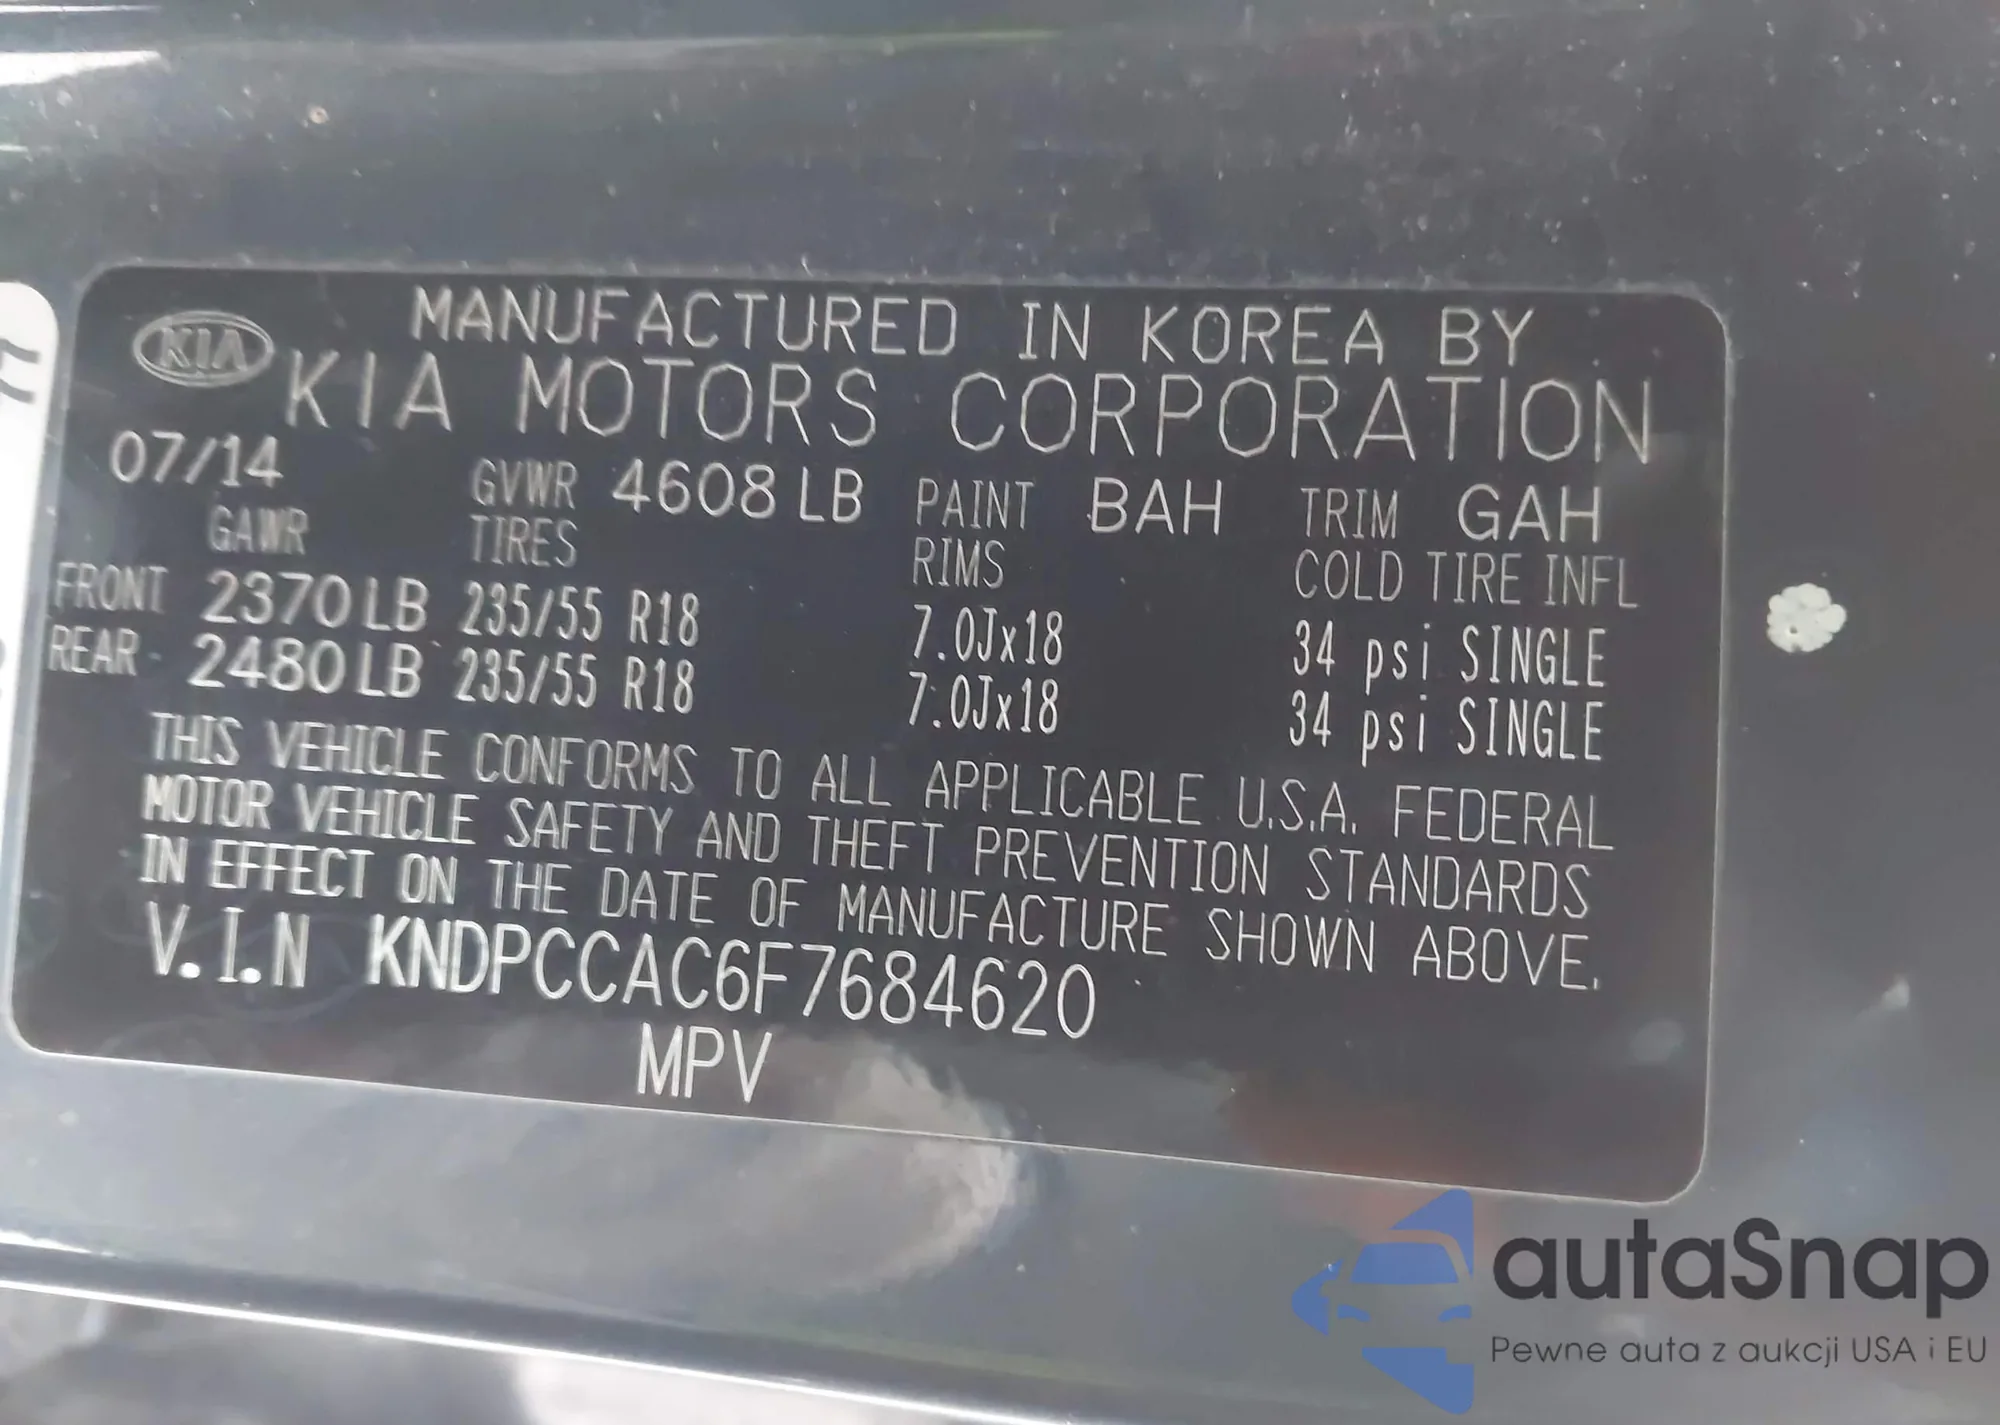 KIA
MANUFACTURED IN KOREA BY
KIA MOTORS CORPORATION
07/14 GVWR 4608 LB PAINT BAH TRIM GAH
GAWR TIRES RIMS COLD TIRE INFL
FRONT 2370 LB 235/55 R18 7.0Jx18 34 psi SINGLE
REAR 2480 LB 235/55 R18 7.0Jx18 34 psi SINGLE
THIS VEHICLE CONFORMS TO ALL APPLICABLE U.S.A. FEDERAL
MOTOR VEHICLE SAFETY AND THEFT PREVENTION STANDARDS
IN EFFECT ON THE DATE OF MANUFACTURE SHOWN ABOVE.
V.I.N KNDPCCAC6F7684620
MPV
autaSnap
Pewne auta z aukcji USA i EU